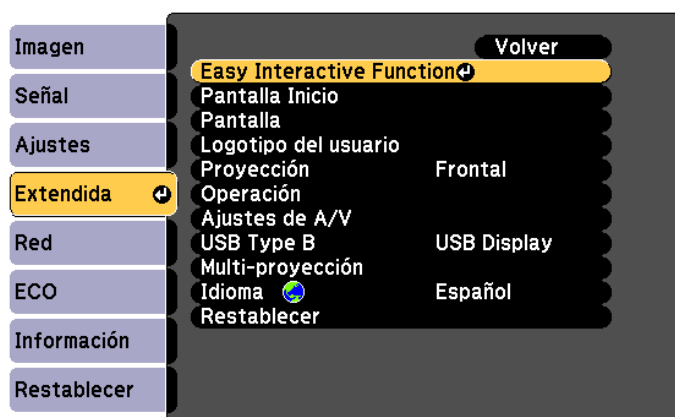 Imagen
Señal
Ajustes
Extendida
Red
ECO
Información
Restablecer
Volver
Easy Interactive Function
Pantalla Inicio
Pantalla
Logotipo del usuario
Proyección Frontal
Operación
Ajustes de A/V
USB Type B USB Display
Multi-proyección
Idioma Español
Restablecer